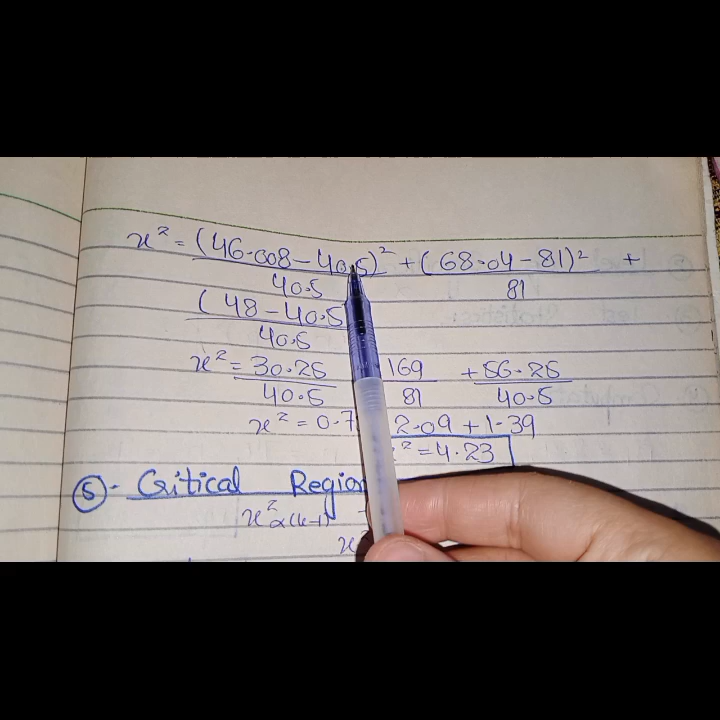 x² = (46.008 - 40.5)² + (68.04 - 81)² +
40.5 81
(48 - 40.5
40.5
x² = 30.25 169 + 56.25
40.5 81 40.5
x² = 0.7 2.09 + 1.39
² = 4.23
⑤ - Critical Region
x²α(k-1)
x